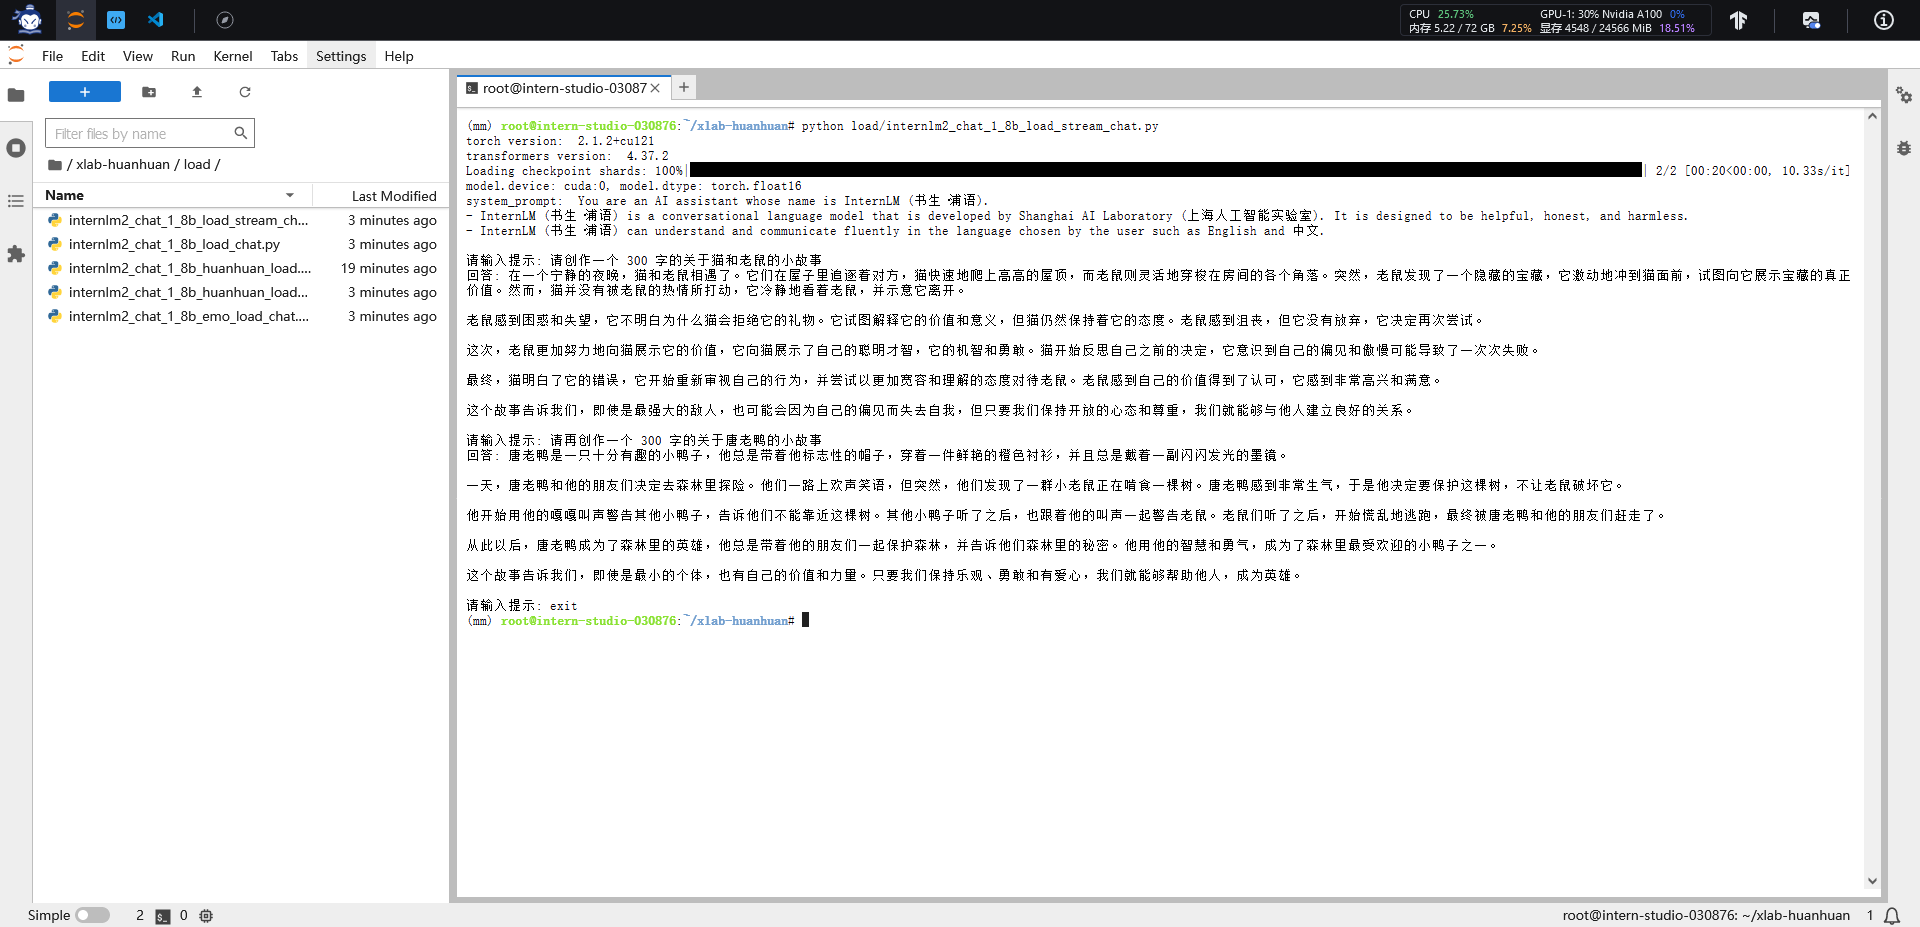 CPU 25.73% GPU-1: 30% Nvidia A100 0%
内存 5.22 / 72 GB 7.25% 显存 4548 / 24566 MiB 18.51%
File Edit View Run Kernel Tabs Settings Help
root@intern-studio-03087
Filter files by name
/ xlab-huanhuan / load /
Name Last Modified
internlm2_chat_1_8b_load_stream_ch... 3 minutes ago
internlm2_chat_1_8b_load_chat.py 3 minutes ago
internlm2_chat_1_8b_huanhuan_load.... 19 minutes ago
internlm2_chat_1_8b_huanhuan_load... 3 minutes ago
internlm2_chat_1_8b_emo_load_chat.... 3 minutes ago
(mm) root@intern-studio-030876:~/xlab-huanhuan# python load/internlm2_chat_1_8b_load_stream_chat.py
torch version:  2.1.2+cu121
transformers version:  4.37.2
Loading checkpoint shards: 100%| | 2/2 [00:20<00:00, 10.33s/it]
model.device: cuda:0, model.dtype: torch.float16
system_prompt:  You are an AI assistant whose name is InternLM (书生·浦语).
- InternLM (书生·浦语) is a conversational language model that is developed by Shanghai AI Laboratory (上海人工智能实验室). It is designed to be helpful, honest, and harmless.
- InternLM (书生·浦语) can understand and communicate fluently in the language chosen by the user such as English and 中文.
请输入提示: 请创作一个 300 字的关于猫和老鼠的小故事
回答: 在一个宁静的夜晚，猫和老鼠相遇了。它们在屋子里追逐着对方，猫快速地爬上高高的屋顶，而老鼠则灵活地穿梭在房间的各个角落。突然，老鼠发现了一个隐藏的宝藏，它激动地冲到猫面前，试图向它展示宝藏的真正
价值。然而，猫并没有被老鼠的热情所打动，它冷静地看着老鼠，并示意它离开。
老鼠感到困惑和失望，它不明白为什么猫会拒绝它的礼物。它试图解释它的价值和意义，但猫仍然保持着它的态度。老鼠感到沮丧，但它没有放弃，它决定再次尝试。
这次，老鼠更加努力地向猫展示它的价值，它向猫展示了自己的聪明才智，它的机智和勇敢。猫开始反思自己之前的决定，它意识到自己的偏见和傲慢可能导致了一次次失败。
最终，猫明白了它的错误，它开始重新审视自己的行为，并尝试以更加宽容和理解的态度对待老鼠。老鼠感到自己的价值得到了认可，它感到非常高兴和满意。
这个故事告诉我们，即使是最强大的敌人，也可能会因为自己的偏见而失去自我，但只要我们保持开放的心态和尊重，我们就能够与他人建立良好的关系。
请输入提示: 请再创作一个 300 字的关于唐老鸭的小故事
回答: 唐老鸭是一只十分有趣的小鸭子，他总是带着他标志性的帽子，穿着一件鲜艳的橙色衬衫，并且总是戴着一副闪闪发光的墨镜。
一天，唐老鸭和他的朋友们决定去森林里探险。他们一路上欢声笑语，但突然，他们发现了一群小老鼠正在啃食一棵树。唐老鸭感到非常生气，于是他决定要保护这棵树，不让老鼠破坏它。
他开始用他的嘎嘎叫声警告其他小鸭子，告诉他们不能靠近这棵树。其他小鸭子听了之后，也跟着他的叫声一起警告老鼠。老鼠们听了之后，开始慌乱地逃跑，最终被唐老鸭和他的朋友们赶走了。
从此以后，唐老鸭成为了森林里的英雄，他总是带着他的朋友们一起保护森林，并告诉他们森林里的秘密。他用他的智慧和勇气，成为了森林里最受欢迎的小鸭子之一。
这个故事告诉我们，即使是最小的个体，也有自己的价值和力量。只要我们保持乐观、勇敢和有爱心，我们就能够帮助他人，成为英雄。
请输入提示: exit
(mm) root@intern-studio-030876:~/xlab-huanhuan#
Simple 2 0 root@intern-studio-030876: ~/xlab-huanhuan 1